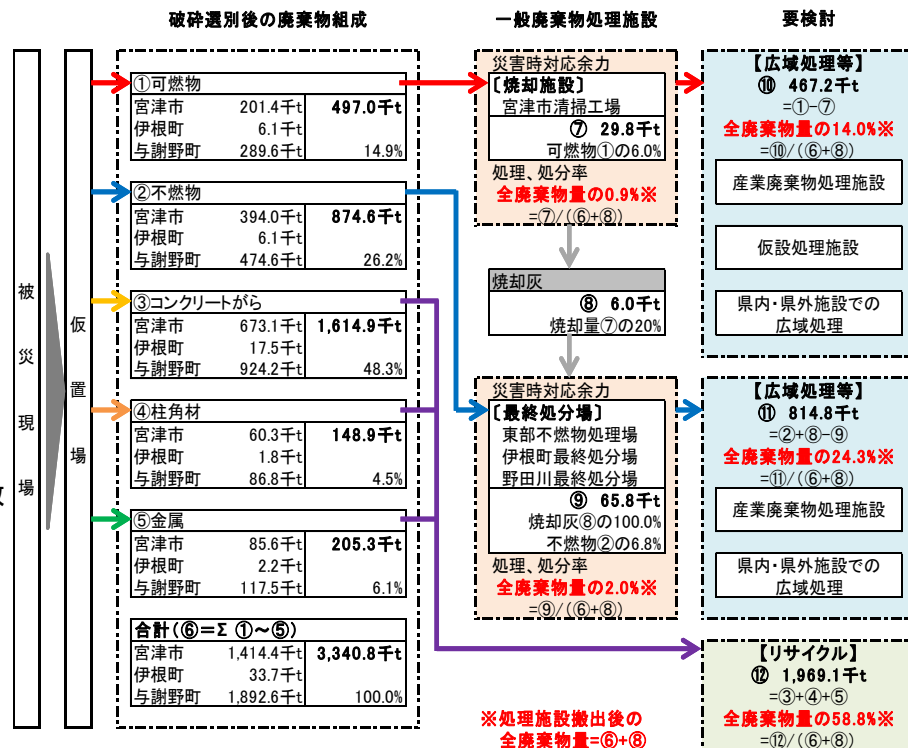 破砕選別後の廃棄物組成
一般廃棄物処理施設
要検討
被災現場
仮置場
①可燃物
宮津市 201.4千t 497.0千t
伊根町 6.1千t
与謝野町 289.6千t 14.9%
②不燃物
宮津市 394.0千t 874.6千t
伊根町 6.1千t
与謝野町 474.6千t 26.2%
③コンクリートがら
宮津市 673.1千t 1,614.9千t
伊根町 17.5千t
与謝野町 924.2千t 48.3%
④柱角材
宮津市 60.3千t 148.9千t
伊根町 1.8千t
与謝野町 86.8千t 4.5%
⑤金属
宮津市 85.6千t 205.3千t
伊根町 2.2千t
与謝野町 117.5千t 6.1%
合計(⑥=Σ ①～⑤)
宮津市 1,414.4千t 3,340.8千t
伊根町 33.7千t
与謝野町 1,892.6千t 100.0%
災害時対応余力
〔焼却施設〕
宮津市清掃工場
⑦ 29.8千t
可燃物①の6.0%
処理、処分率
全廃棄物量の0.9%※
=⑦/(⑥+⑧)
焼却灰
⑧ 6.0千t
焼却量⑦の20%
災害時対応余力
〔最終処分場〕
東部不燃物処理場
伊根町最終処分場
野田川最終処分場
⑨ 65.8千t
焼却灰⑧の100.0%
不燃物②の6.8%
処理、処分率
全廃棄物量の2.0%※
=⑨/(⑥+⑧)
※処理施設搬出後の
全廃棄物量=⑥+⑧
【広域処理等】
⑩ 467.2千t
=①-⑦
全廃棄物量の14.0%※
=⑩/(⑥+⑧)
産業廃棄物処理施設
仮設処理施設
県内・県外施設での
広域処理
【広域処理等】
⑪ 814.8千t
=②+⑧-⑨
全廃棄物量の24.3%※
=⑪/(⑥+⑧)
産業廃棄物処理施設
県内・県外施設での
広域処理
【リサイクル】
⑫ 1,969.1千t
=③+④+⑤
全廃棄物量の58.8%※
=⑫/(⑥+⑧)